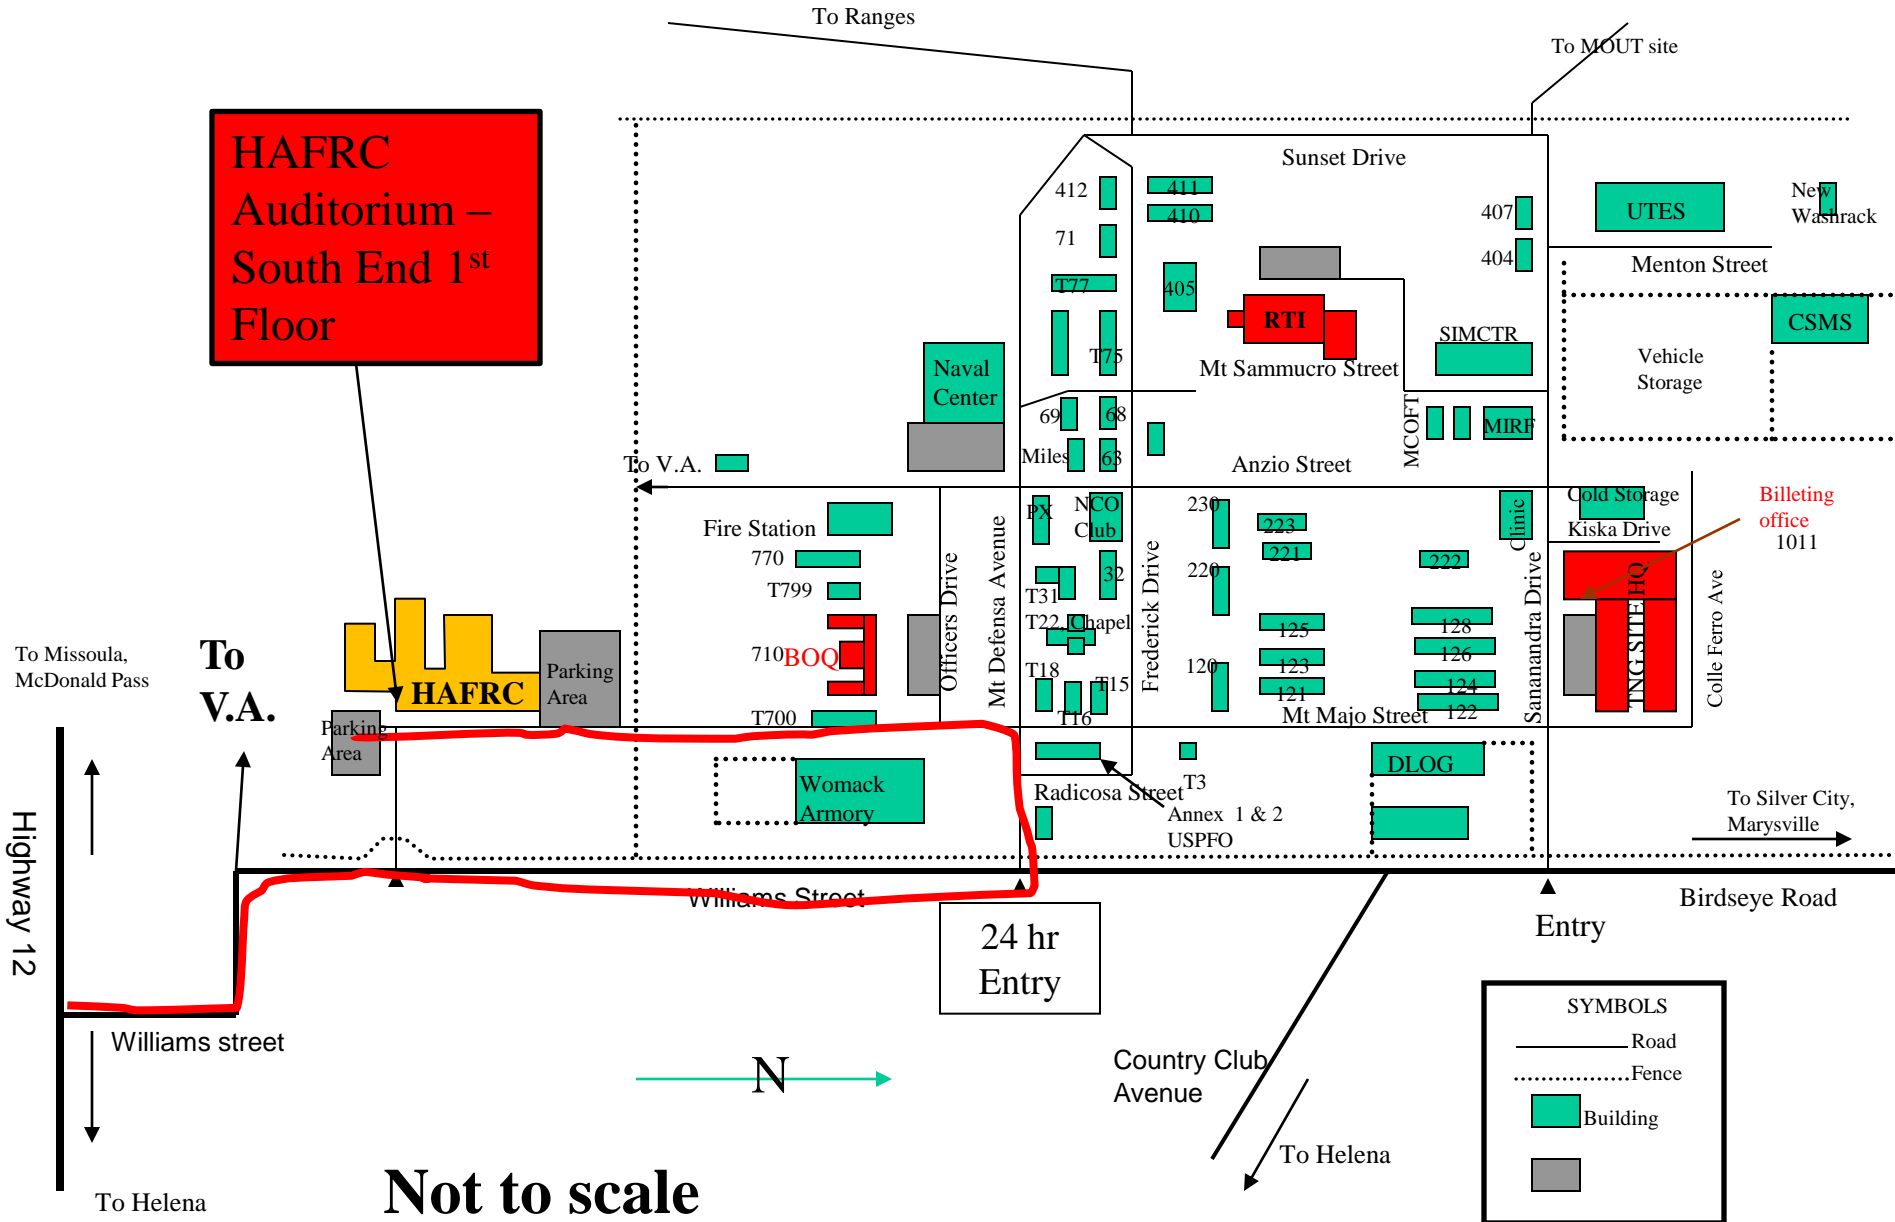 To Ranges
To MOUT site
HAFRC
Auditorium –
South End 1st
Floor
Sunset Drive
412
411
410
407
UTES
New
Washrack
71
404
Menton Street
T77
405
RTI
CSMS
SIMCTR
T75
Mt Sammucro Street
Vehicle
Storage
Naval
Center
69
68
MCOFT
MIRF
Miles
63
To V.A.
Anzio Street
Cold Storage
Billeting
office
1011
PX
NCO
Club
230
223
Clinic
Kiska Drive
Fire Station
770
221
222
32
220
T799
T31
Officers Drive
Mt Defensa Avenue
Frederick Drive
Sananandra Drive
TNG SITE HQ
Colle Ferro Ave
T22, Chapel
125
128
To Missoula,
McDonald Pass
To
V.A.
710
BOQ
126
Parking
Area
HAFRC
T18
T15
120
123
124
121
122
T700
T16
Mt Majo Street
Parking
Area
DLOG
T3
Womack
Armory
Radicosa Street
Annex 1 & 2
USPFO
To Silver City,
Marysville
Highway 12
Williams Street
Birdseye Road
24 hr
Entry
Entry
SYMBOLS
Road
Fence
Building
Williams street
N
Country Club
Avenue
To Helena
To Helena
Not to scale